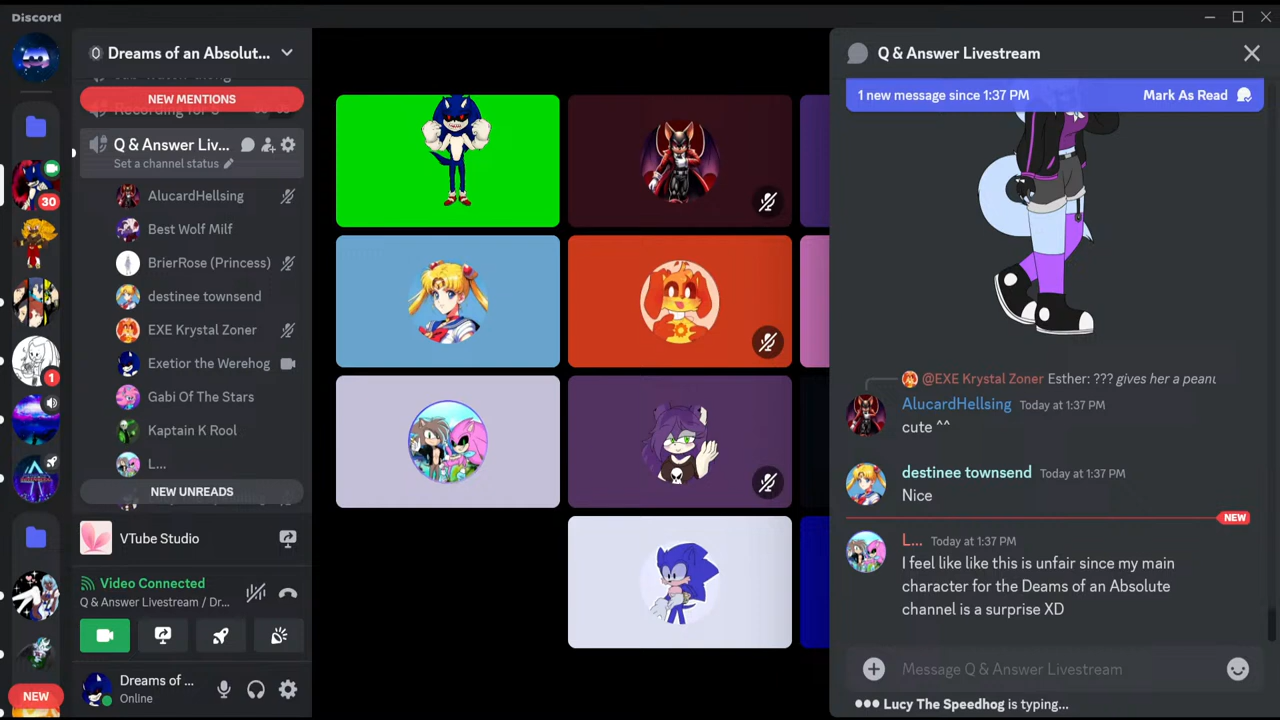 Discord
Dreams of an Absolut...
NEW MENTIONS
Q & Answer Liv...
Set a channel status
AlucardHellsing
Best Wolf Milf
BrierRose (Princess)
destinee townsend
EXE Krystal Zoner
Exetior the Werehog
Gabi Of The Stars
Kaptain K Rool
L...
NEW UNREADS
VTube Studio
Video Connected
Q & Answer Livestream / Dr...
Dreams of ...
Online
30
1
NEW
Q & Answer Livestream
1 new message since 1:37 PM
Mark As Read
@EXE Krystal Zoner Esther: ??? gives her a peanu
AlucardHellsing Today at 1:37 PM
cute ^^
destinee townsend Today at 1:37 PM
Nice
NEW
L... Today at 1:37 PM
I feel like like this is unfair since my main
character for the Deams of an Absolute
channel is a surprise XD
Message Q & Answer Livestream
Lucy The Speedhog is typing...